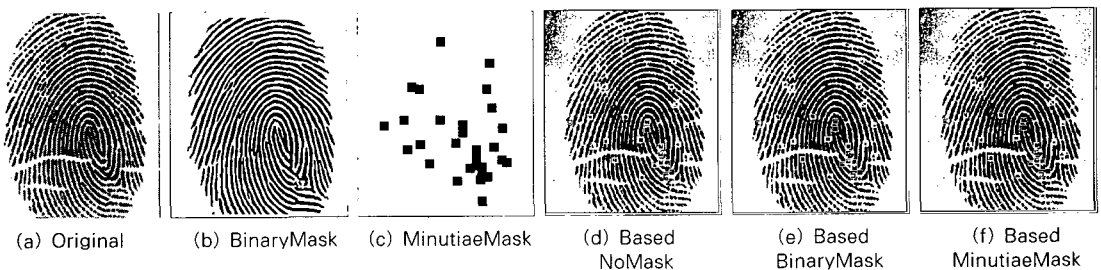 (a) Original
(b) BinaryMask
(c) MinutiaeMask
(d) Based
NoMask
(e) Based
BinaryMask
(f) Based
MinutiaeMask